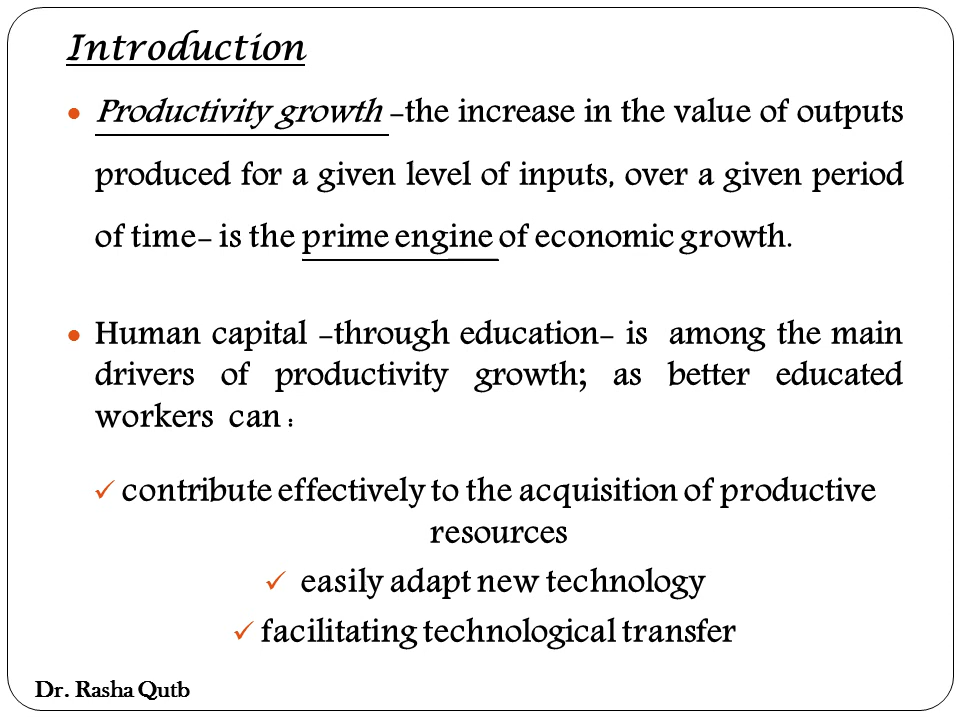 Introduction
• Productivity growth -the increase in the value of outputs
produced for a given level of inputs, over a given period
of time- is the prime engine of economic growth.
• Human capital -through education- is among the main
drivers of productivity growth; as better educated
workers can :
✓ contribute effectively to the acquisition of productive
resources
✓ easily adapt new technology
✓ facilitating technological transfer
Dr. Rasha Qutb